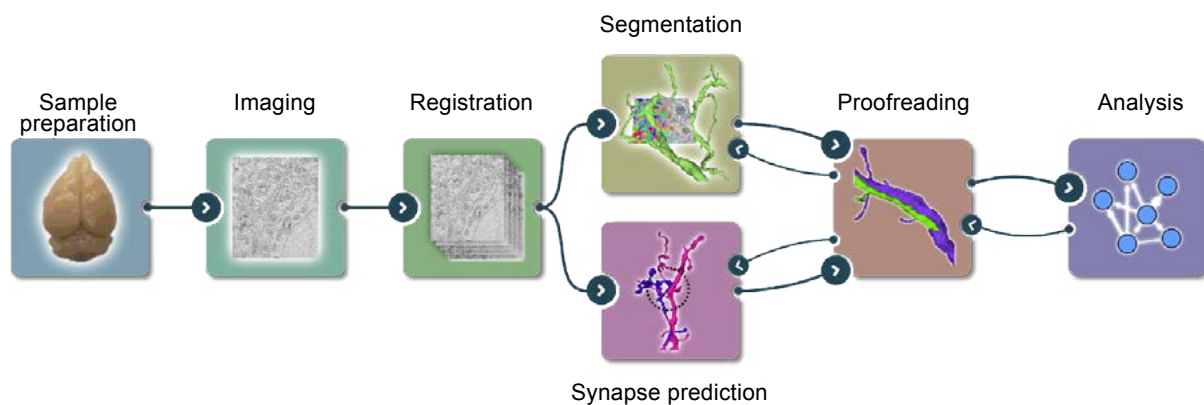 Segmentation
Sample
preparation
Imaging
Registration
Proofreading
Analysis
Synapse prediction